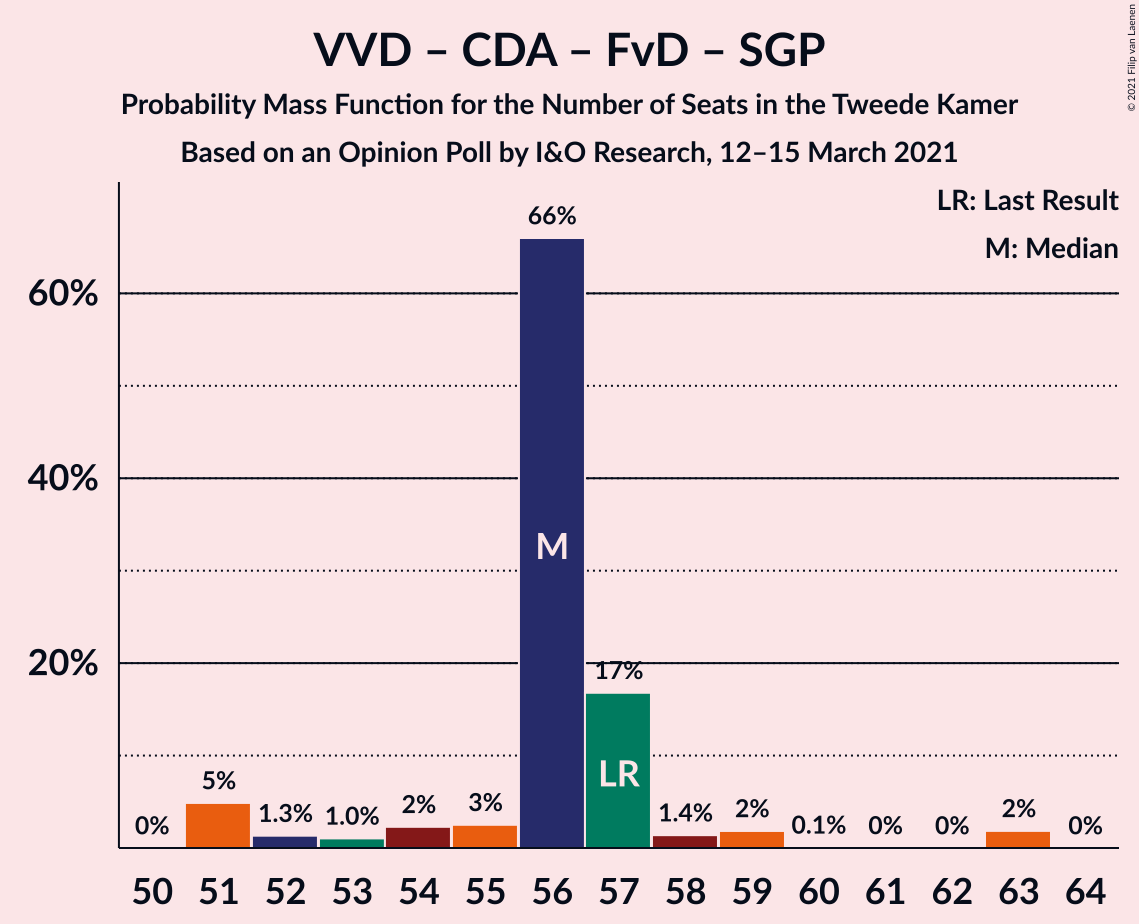 VVD – CDA – FvD – SGP
Probability Mass Function for the Number of Seats in the Tweede Kamer
Based on an Opinion Poll by I&O Research, 12–15 March 2021
© 2021 Filip van Laenen
LR: Last Result
M: Median
66%
60%
40%
M
20%
17%
LR
5%
0%
1.3%
1.0%
2%
3%
1.4%
2%
0.1%
0%
0%
2%
0%
50 51 52 53 54 55 56 57 58 59 60 61 62 63 64